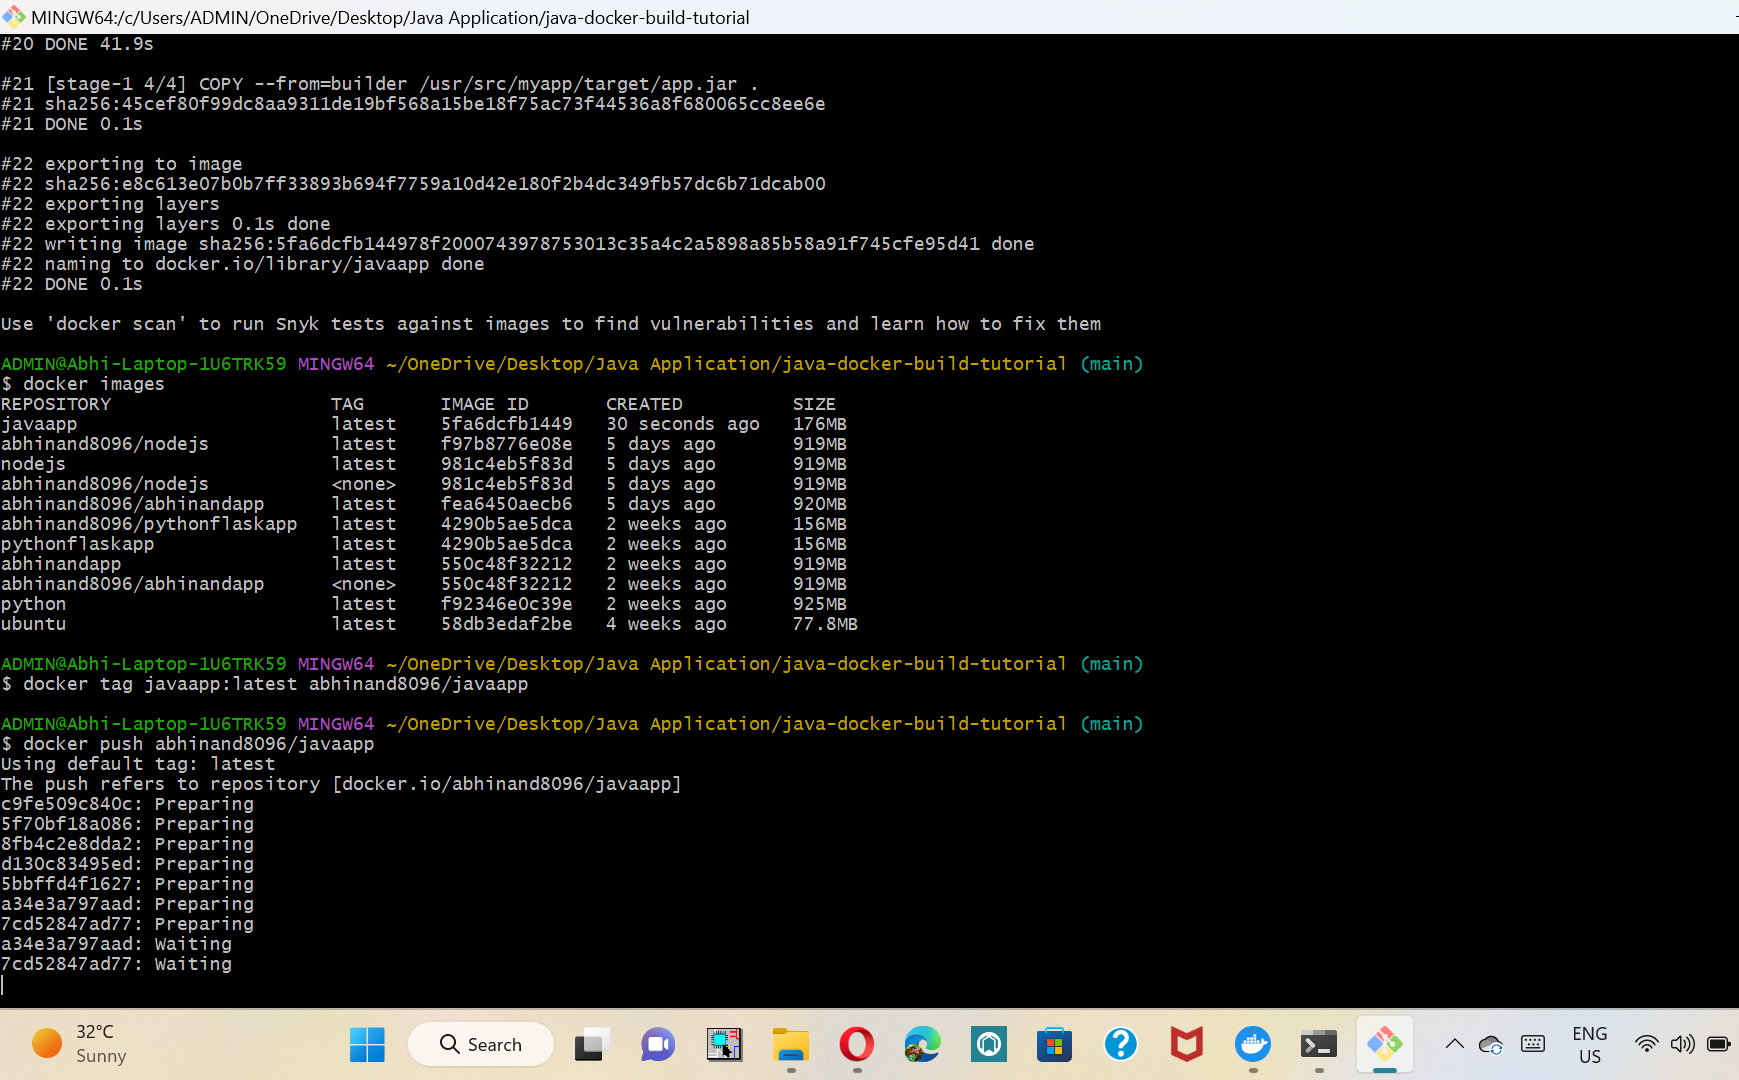 MINGW64:/c/Users/ADMIN/OneDrive/Desktop/Java Application/java-docker-build-tutorial
#20 DONE 41.9s
#21 [stage-1 4/4] COPY --from=builder /usr/src/myapp/target/app.jar .
#21 sha256:45cef80f99dc8aa9311de19bf568a15be18f75ac73f44536a8f680065cc8ee6e
#21 DONE 0.1s
#22 exporting to image
#22 sha256:e8c613e07b0b7ff33893b694f7759a10d42e180f2b4dc349fb57dc6b71dcab00
#22 exporting layers
#22 exporting layers 0.1s done
#22 writing image sha256:5fa6dcfb144978f2000743978753013c35a4c2a5898a85b58a91f745cfe95d41 done
#22 naming to docker.io/library/javaapp done
#22 DONE 0.1s
Use 'docker scan' to run Snyk tests against images to find vulnerabilities and learn how to fix them
ADMIN@Abhi-Laptop-1U6TRK59 MINGW64 ~/OneDrive/Desktop/Java Application/java-docker-build-tutorial (main)
$ docker images
REPOSITORY TAG IMAGE ID CREATED SIZE
javaapp latest 5fa6dcfb1449 30 seconds ago 176MB
abhinand8096/nodejs latest f97b8776e08e 5 days ago 919MB
nodejs latest 981c4eb5f83d 5 days ago 919MB
abhinand8096/nodejs <none> 981c4eb5f83d 5 days ago 919MB
abhinand8096/abhinandapp latest fea6450aecb6 5 days ago 920MB
abhinand8096/pythonflaskapp latest 4290b5ae5dca 2 weeks ago 156MB
pythonflaskapp latest 4290b5ae5dca 2 weeks ago 156MB
abhinandapp latest 550c48f32212 2 weeks ago 919MB
abhinand8096/abhinandapp <none> 550c48f32212 2 weeks ago 919MB
python latest f92346e0c39e 2 weeks ago 925MB
ubuntu latest 58db3edaf2be 4 weeks ago 77.8MB
ADMIN@Abhi-Laptop-1U6TRK59 MINGW64 ~/OneDrive/Desktop/Java Application/java-docker-build-tutorial (main)
$ docker tag javaapp:latest abhinand8096/javaapp
ADMIN@Abhi-Laptop-1U6TRK59 MINGW64 ~/OneDrive/Desktop/Java Application/java-docker-build-tutorial (main)
$ docker push abhinand8096/javaapp
Using default tag: latest
The push refers to repository [docker.io/abhinand8096/javaapp]
c9fe509c840c: Preparing
5f70bf18a086: Preparing
8fb4c2e8dda2: Preparing
d130c83495ed: Preparing
5bbffd4f1627: Preparing
a34e3a797aad: Preparing
7cd52847ad77: Preparing
a34e3a797aad: Waiting
7cd52847ad77: Waiting
32°C
Sunny
Search
ENG
US